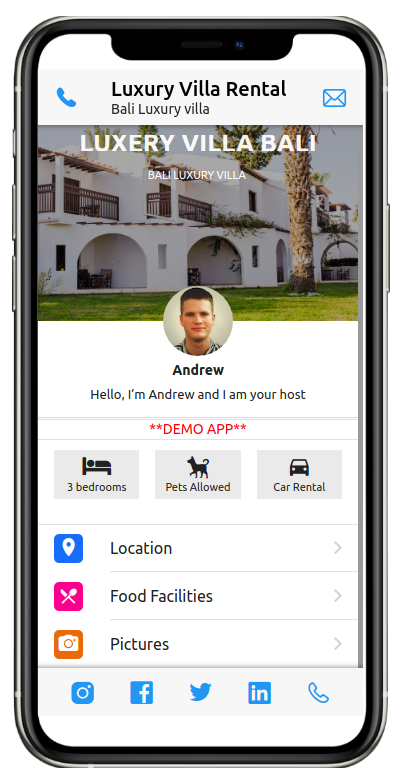 Luxury Villa Rental
Bali Luxury villa
LUXERY VILLA BALI
BALI LUXURY VILLA
Andrew
Hello, I'm Andrew and I am your host
**DEMO APP**
3 bedrooms
Pets Allowed
Car Rental
Location
Food Facilities
Pictures